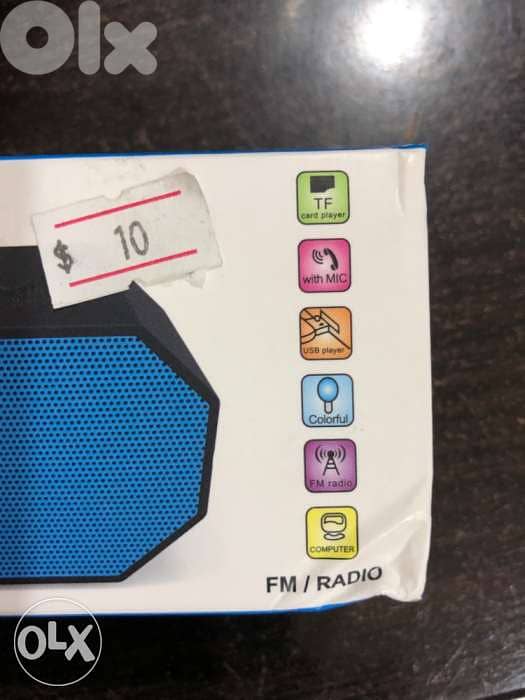 OLX
$ 10
TF
card player
with MIC
USB player
Colorful
FM radio
COMPUTER
FM / RADIO
OLX